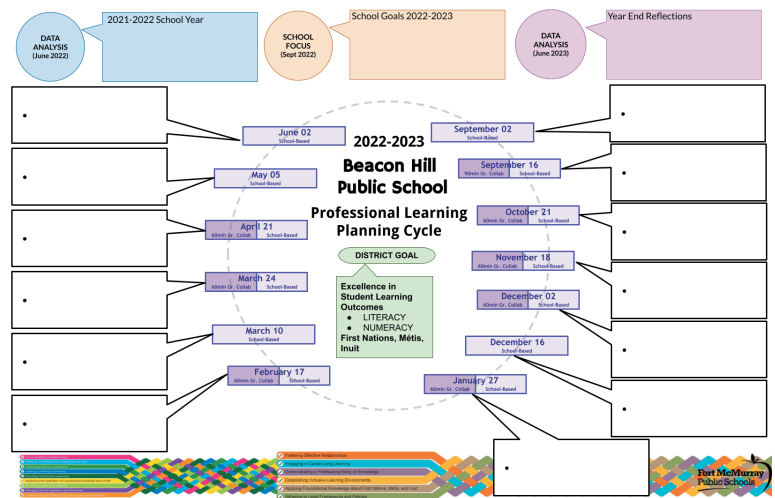 DATA
ANALYSIS
(June 2022)
2021-2022 School Year
SCHOOL
FOCUS
(Sept 2022)
School Goals 2022-2023
DATA
ANALYSIS
(June 2023)
Year End Reflections
2022-2023
Beacon Hill
Public School
Professional Learning
Planning Cycle
DISTRICT GOAL
Excellence in
Student Learning
Outcomes
● LITERACY
● NUMERACY
First Nations, Métis,
Inuit
September 02
School-Based
September 16
90min Gr. Collab School-Based
October 21
60min Gr. Collab School-Based
November 18
60min Gr. Collab School-Based
December 02
60min Gr. Collab School-Based
December 16
School-Based
January 27
60min Gr. Collab School-Based
February 17
60min Gr. Collab School-Based
March 10
School-Based
March 24
60min Gr. Collab School-Based
April 21
60min Gr. Collab School-Based
May 05
School-Based
June 02
School-Based
Fostering Effective Relationships
Engaging in Career-Long Learning
Demonstrating a Professional Body of Knowledge
Establishing Inclusive Learning Environments
Applying Foundational Knowledge about First Nations, Métis, and Inuit
Adhering to Legal Frameworks and Policies
Fort McMurray
Public Schools